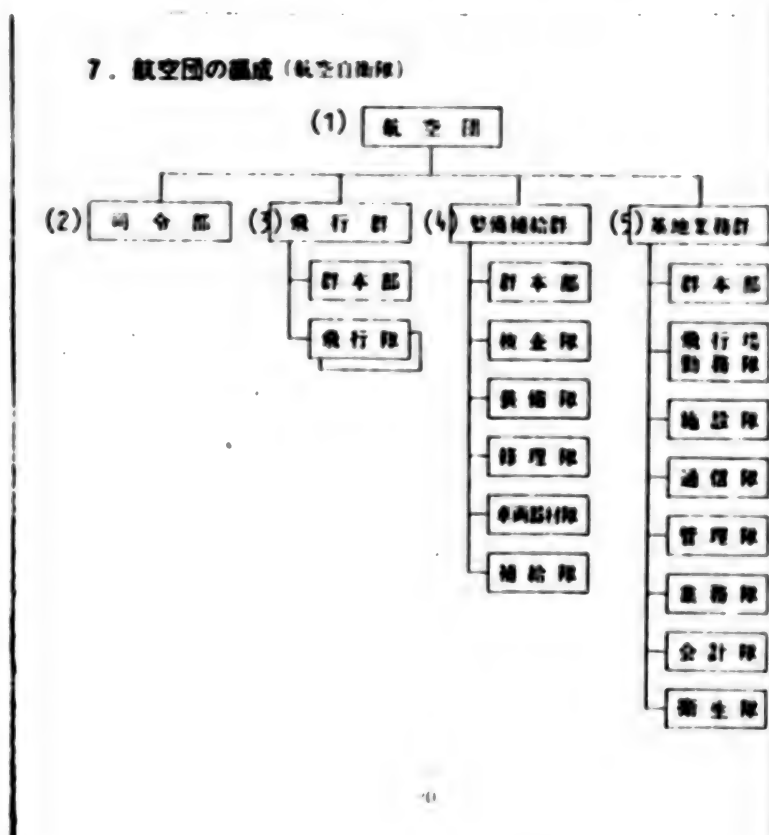 7. 航空団の編成(航空自衛隊)
(1) 航空団
(2) 司令部 (3) 飛行群 (4) 整備補給群 (5) 基地業務群
群本部 群本部 群本部
飛行隊 検査隊 飛行場
勤務隊
装備隊 施設隊
修理隊 通信隊
車両器材隊 管理隊
補給隊 業務隊
会計隊
衛生隊